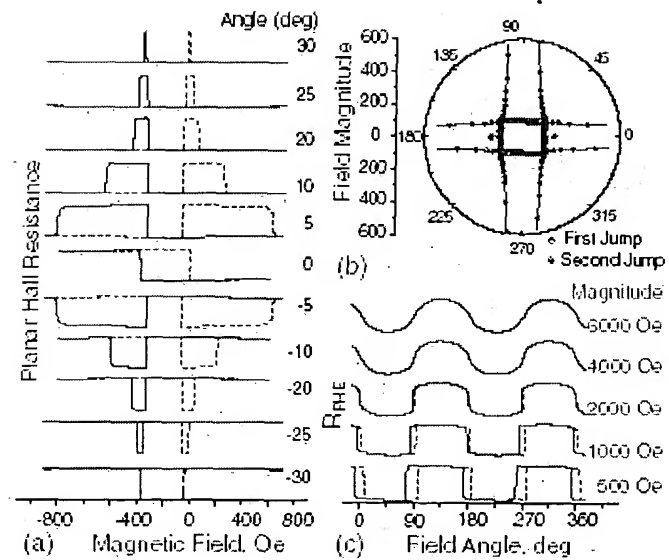 Angle (deg)
30
25
20
10
5
0
-5
-10
-20
-25
-30
Planar Hall Resistance
-800
-400
0
400
800
(a) Magnetic Field, Oe
Field Magnitude
600
400
200
0
200
400
600
90
135
45
180
0
225
315
270
(b)
First Jump
Second Jump
Magnitude
6000 Oe
4000 Oe
2000 Oe
1000 Oe
500 Oe
R_PHE
0
90
180
270
360
(c) Field Angle, deg